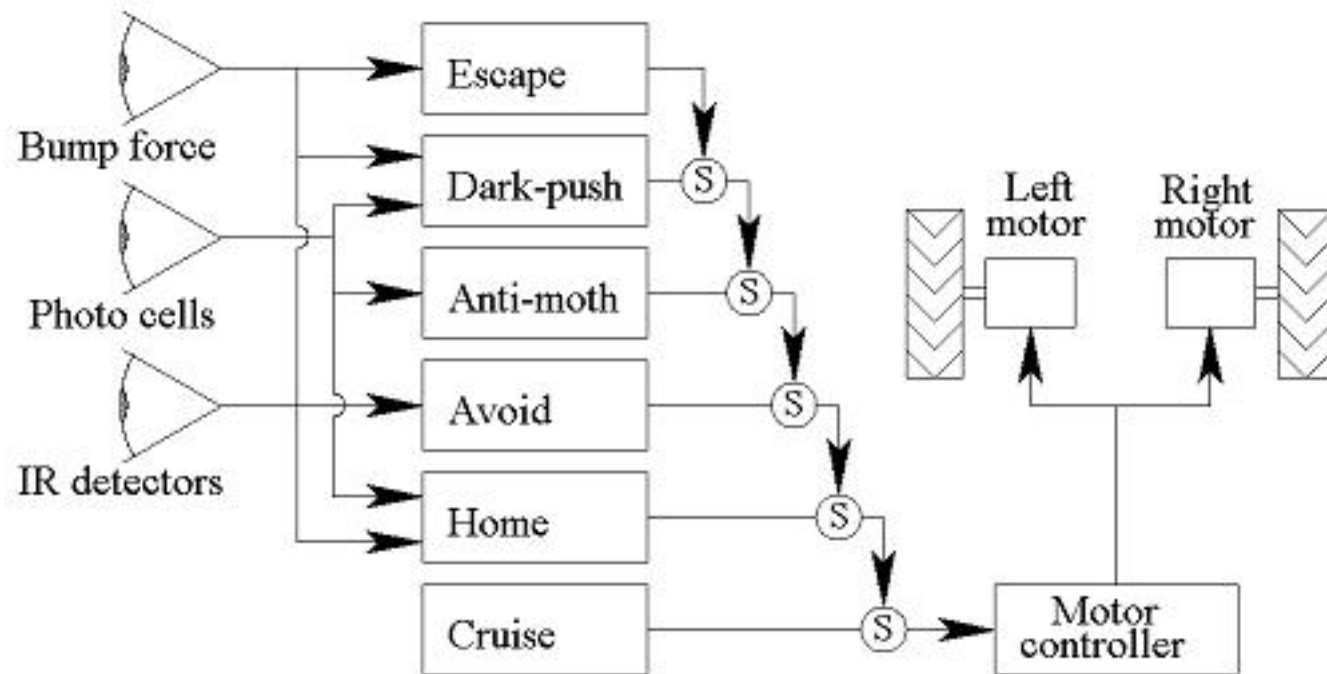 Bump force
Photo cells
IR detectors
Escape
Dark-push
Anti-moth
Avoid
Home
Cruise
S
S
S
S
S
Left
motor
Right
motor
Motor
controller